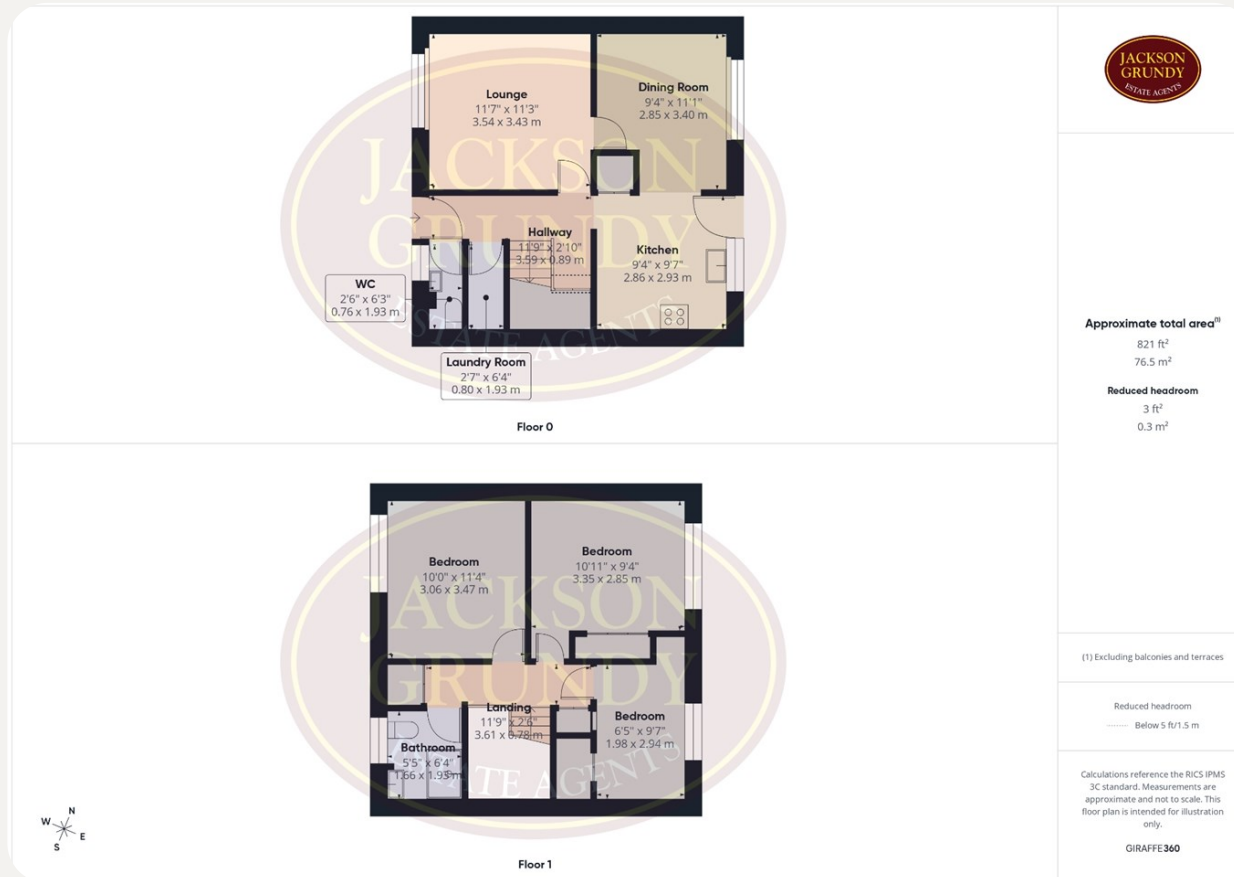 JACKSON
GRUNDY
ESTATE AGENTS
Lounge
11'7" x 11'3"
3.54 x 3.43 m
Dining Room
9'4" x 11'1"
2.85 x 3.40 m
Hallway
11'9" x 2'10"
3.59 x 0.89 m
Kitchen
9'4" x 9'7"
2.86 x 2.93 m
WC
2'6" x 6'3"
0.76 x 1.93 m
Laundry Room
2'7" x 6'4"
0.80 x 1.93 m
JACKSON
GRUNDY
ESTATE AGENTS
Floor 0
Bedroom
10'0" x 11'4"
3.06 x 3.47 m
Bedroom
10'11" x 9'4"
3.35 x 2.85 m
Landing
11'9" x 2'6"
3.61 x 0.78 m
Bedroom
6'5" x 9'7"
1.98 x 2.94 m
Bathroom
5'5" x 6'4"
1.66 x 1.93 m
JACKSON
GRUNDY
ESTATE AGENTS
N
W
E
S
Floor 1
Approximate total area(1)
821 ft²
76.5 m²
Reduced headroom
3 ft²
0.3 m²
(1) Excluding balconies and terraces
Reduced headroom
Below 5 ft/1.5 m
Calculations reference the RICS IPMS
3C standard. Measurements are
approximate and not to scale. This
floor plan is intended for illustration
only.
GIRAFFE360